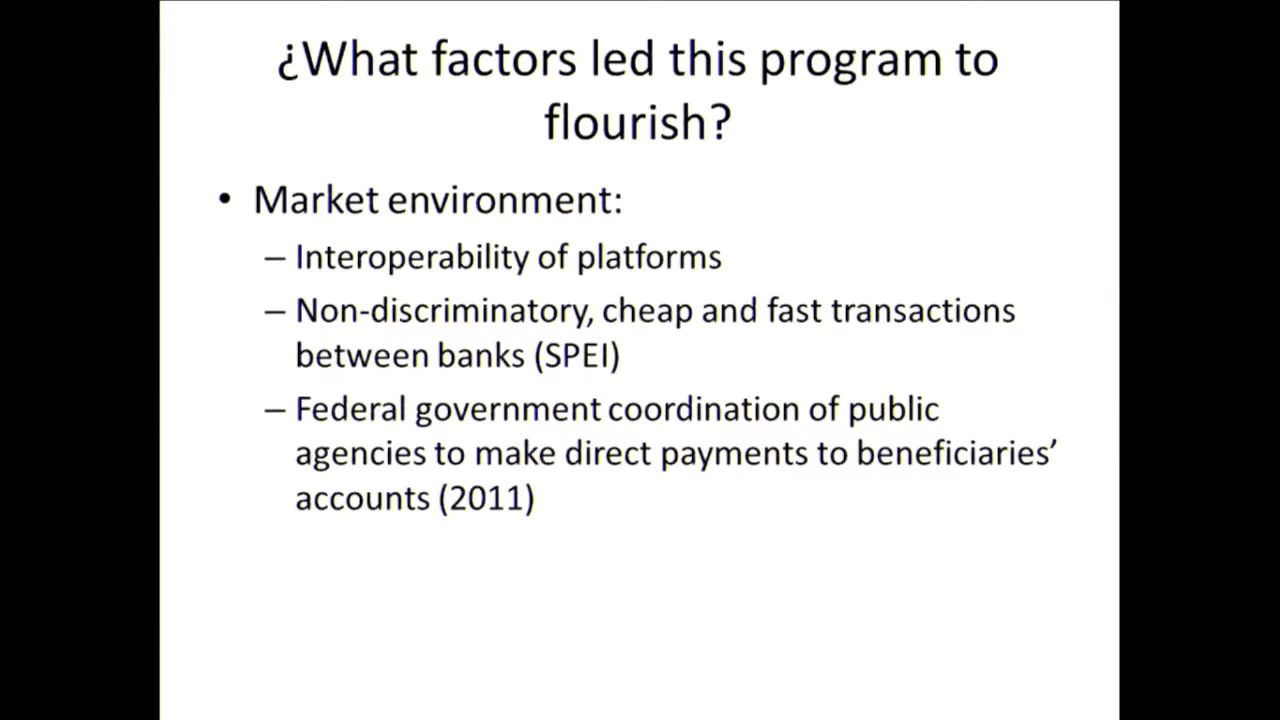 ¿What factors led this program to
flourish?
• Market environment:
– Interoperability of platforms
– Non-discriminatory, cheap and fast transactions
between banks (SPEI)
– Federal government coordination of public
agencies to make direct payments to beneficiaries’
accounts (2011)